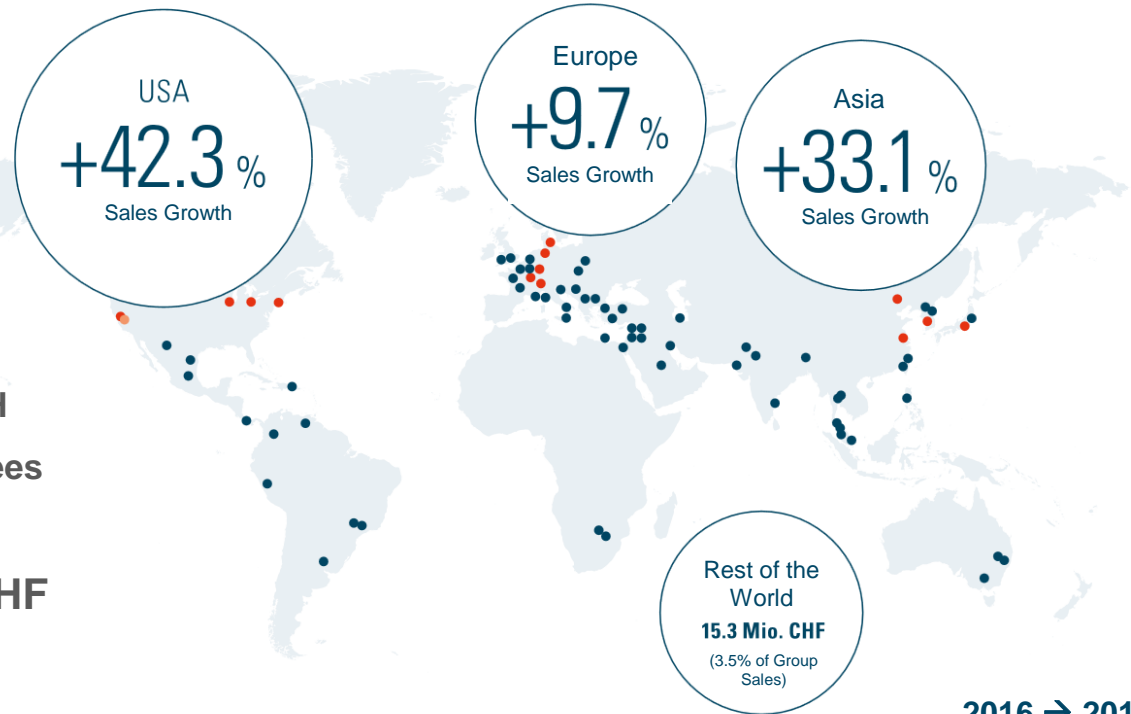 USA
+42.3 %
Sales Growth
Europe
+9.7 %
Sales Growth
Asia
+33.1 %
Sales Growth
Rest of the
World
15.3 Mio. CHF
(3.5% of Group
Sales)
2016 →